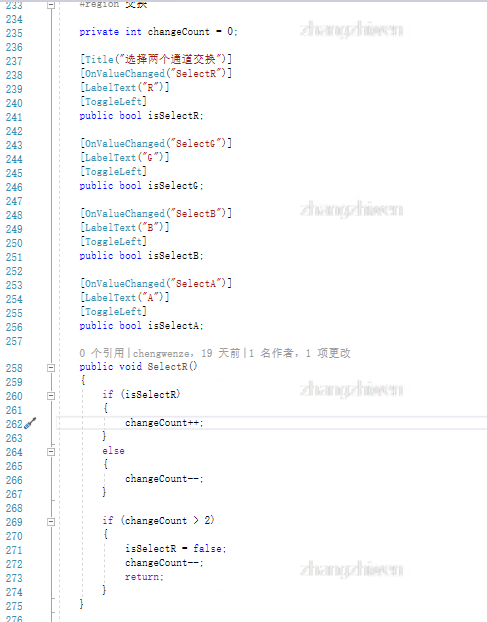 233 #region 交换
234
235 private int changeCount = 0;
236
237 [Title("选择两个通道交换")]
238 [OnValueChanged("SelectR")]
239 [LabelText("R")]
240 [ToggleLeft]
241 public bool isSelectR;
242
243 [OnValueChanged("SelectG")]
244 [LabelText("G")]
245 [ToggleLeft]
246 public bool isSelectG;
247
248 [OnValueChanged("SelectB")]
249 [LabelText("B")]
250 [ToggleLeft]
251 public bool isSelectB;
252
253 [OnValueChanged("SelectA")]
254 [LabelText("A")]
255 [ToggleLeft]
256 public bool isSelectA;
257
0 个引用|chengwenze，19 天前|1 名作者，1 项更改
258 public void SelectR()
259 {
260 if (isSelectR)
261 {
262 changeCount++;
263 }
264 else
265 {
266 changeCount--;
267 }
268
269 if (changeCount > 2)
270 {
271 isSelectR = false;
272 changeCount--;
273 return;
274 }
275 }
276
zhangzhiwen
zhangzhiwen
zhangzhiwen
zhangzhiwen